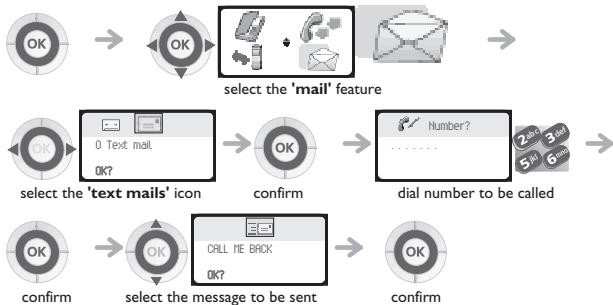 OK OK
select the 'mail' feature
OK
0 Text mail
OK?
OK
Number?
.......
2abc 3def
5jkl 6mno
select the 'text mails' icon confirm dial number to be called
OK OK
CALL ME BACK
OK?
OK
confirm select the message to be sent confirm